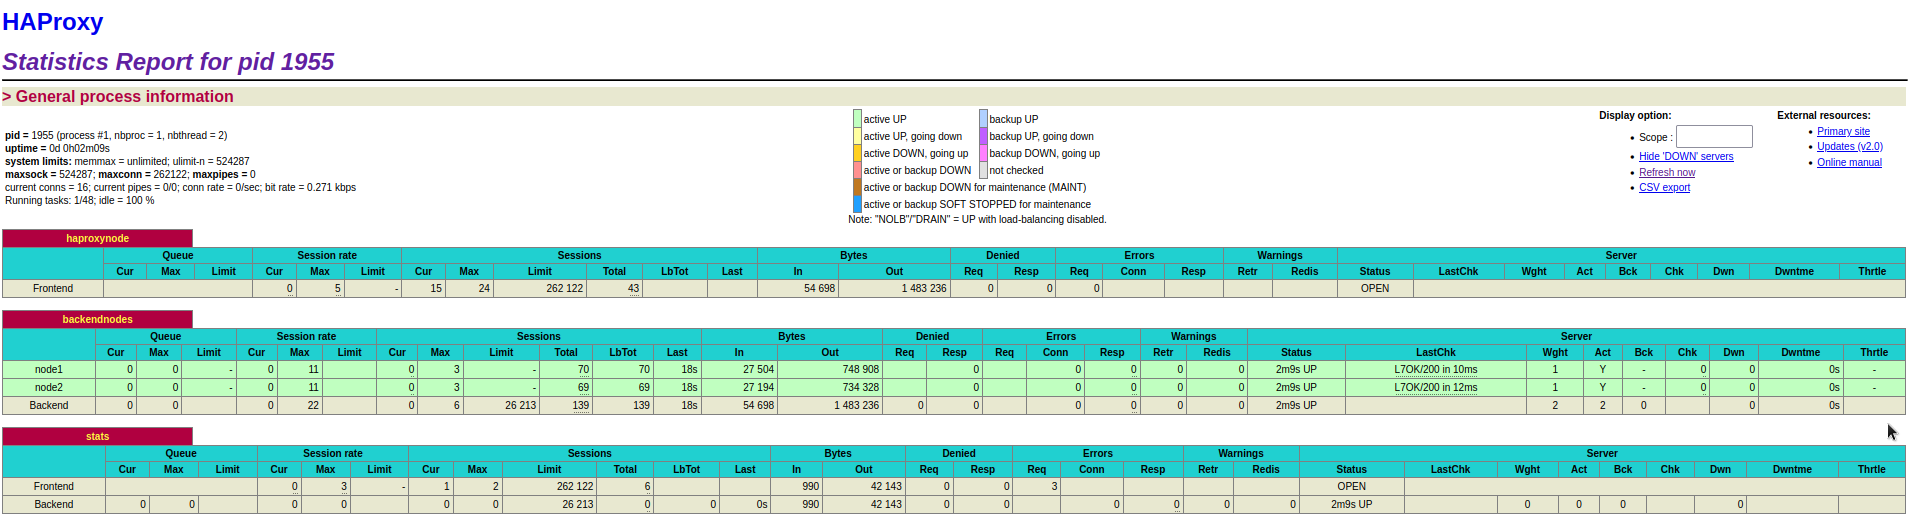 HAProxy
Statistics Report for pid 1955
> General process information
pid = 1955 (process #1, nbproc = 1, nbthread = 2)
uptime = 0d 0h02m09s
system limits: memmax = unlimited; ulimit-n = 524287
maxsock = 524287; maxconn = 262122; maxpipes = 0
current conns = 16; current pipes = 0/0; conn rate = 0/sec; bit rate = 0.271 kbps
Running tasks: 1/48; idle = 100 %
active UP backup UP
active UP, going down backup UP, going down
active DOWN, going up backup DOWN, going up
active or backup DOWN not checked
active or backup DOWN for maintenance (MAINT)
active or backup SOFT STOPPED for maintenance
Note: "NOLB"/"DRAIN" = UP with load-balancing disabled.
Display option:
Scope :
Hide 'DOWN' servers
Refresh now
CSV export
External resources:
Primary site
Updates (v2.0)
Online manual
haproxynode
Queue Session rate Sessions Bytes Denied Errors Warnings Server
Cur Max Limit Cur Max Limit Cur Max Limit Total LbTot Last In Out Req Resp Req Conn Resp Retr Redis Status LastChk Wght Act Bck Chk Dwn Dwntme Thrtle
Frontend 0 5 - 15 24 262 122 43 54 698 1 483 236 0 0 0 OPEN
backendnodes
Queue Session rate Sessions Bytes Denied Errors Warnings Server
Cur Max Limit Cur Max Limit Cur Max Limit Total LbTot Last In Out Req Resp Req Conn Resp Retr Redis Status LastChk Wght Act Bck Chk Dwn Dwntme Thrtle
node1 0 0 - 0 11 0 3 - 70 70 18s 27 504 748 908 0 0 0 0 0 2m9s UP L7OK/200 in 10ms 1 Y - 0 0 0s -
node2 0 0 - 0 11 0 3 - 69 69 18s 27 194 734 328 0 0 0 0 0 2m9s UP L7OK/200 in 12ms 1 Y - 0 0 0s -
Backend 0 0 0 22 0 6 26 213 139 139 18s 54 698 1 483 236 0 0 0 0 0 0 2m9s UP 2 2 0 0 0s
stats
Queue Session rate Sessions Bytes Denied Errors Warnings Server
Cur Max Limit Cur Max Limit Cur Max Limit Total LbTot Last In Out Req Resp Req Conn Resp Retr Redis Status LastChk Wght Act Bck Chk Dwn Dwntme Thrtle
Frontend 0 3 - 1 2 262 122 6 990 42 143 0 0 3 OPEN
Backend 0 0 0 0 0 0 26 213 0 0 0s 990 42 143 0 0 0 0 0 0 2m9s UP 0 0 0 0